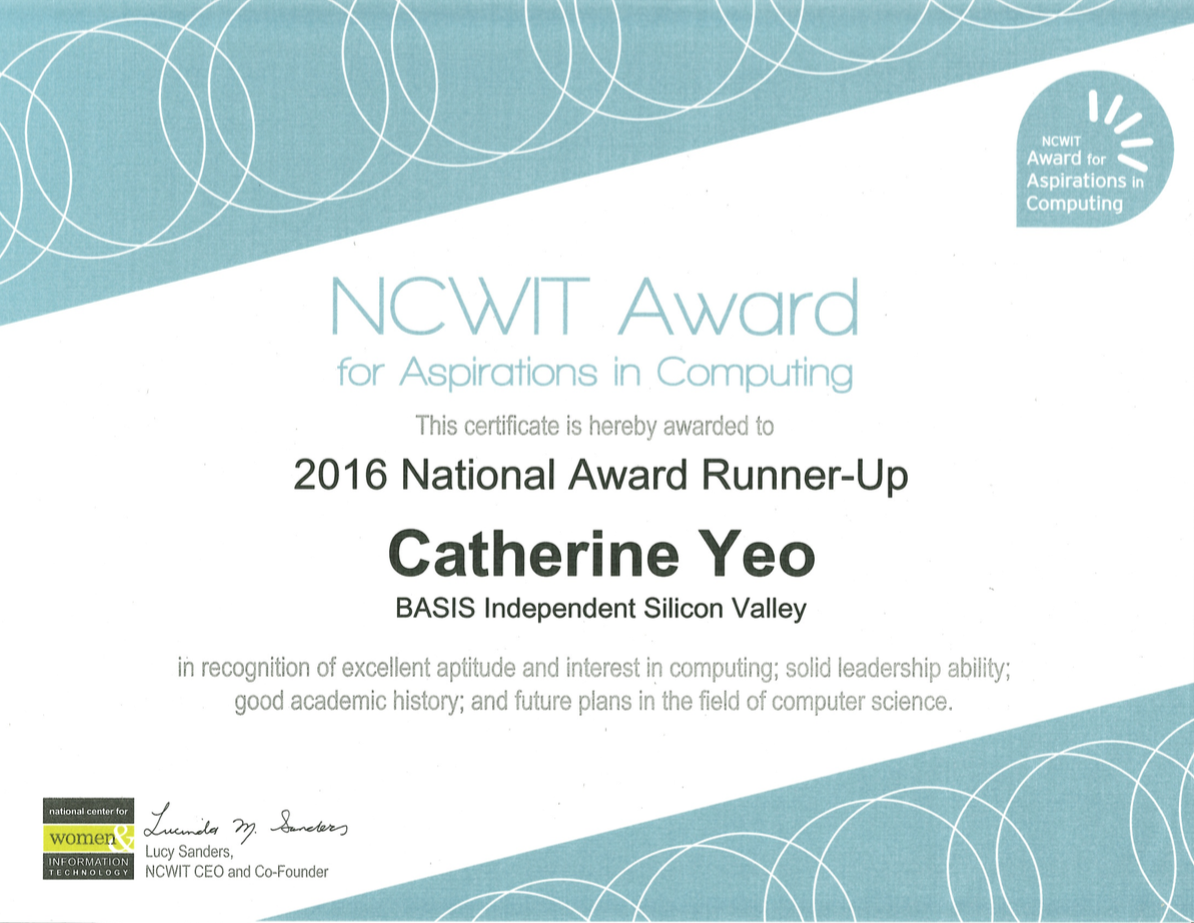 NCWIT
Award for
Aspirations in
Computing
NCWIT Award
for Aspirations in Computing
This certificate is hereby awarded to
2016 National Award Runner-Up
Catherine Yeo
BASIS Independent Silicon Valley
in recognition of excellent aptitude and interest in computing; solid leadership ability;
good academic history; and future plans in the field of computer science.
national center for
women &
INFORMATION
TECHNOLOGY
Lucinda M. Sanders
Lucy Sanders,
NCWIT CEO and Co-Founder